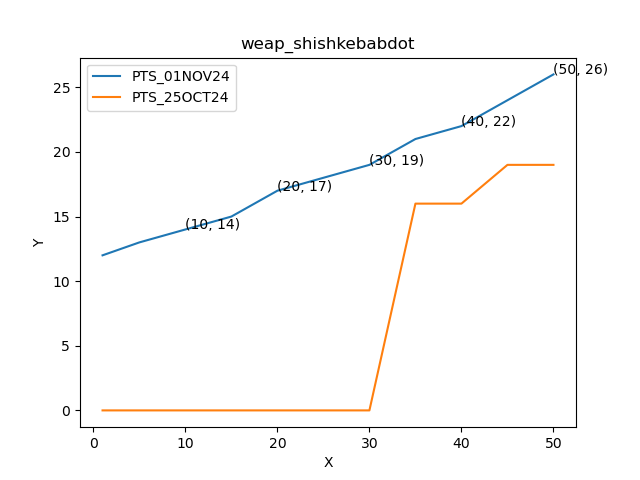 weap_shishkebabdot
PTS_01NOV24
PTS_25OCT24
(50, 26)
(40, 22)
(30, 19)
(20, 17)
(10, 14)
25
20
15
10
5
0
Y
0 10 20 30 40 50
X